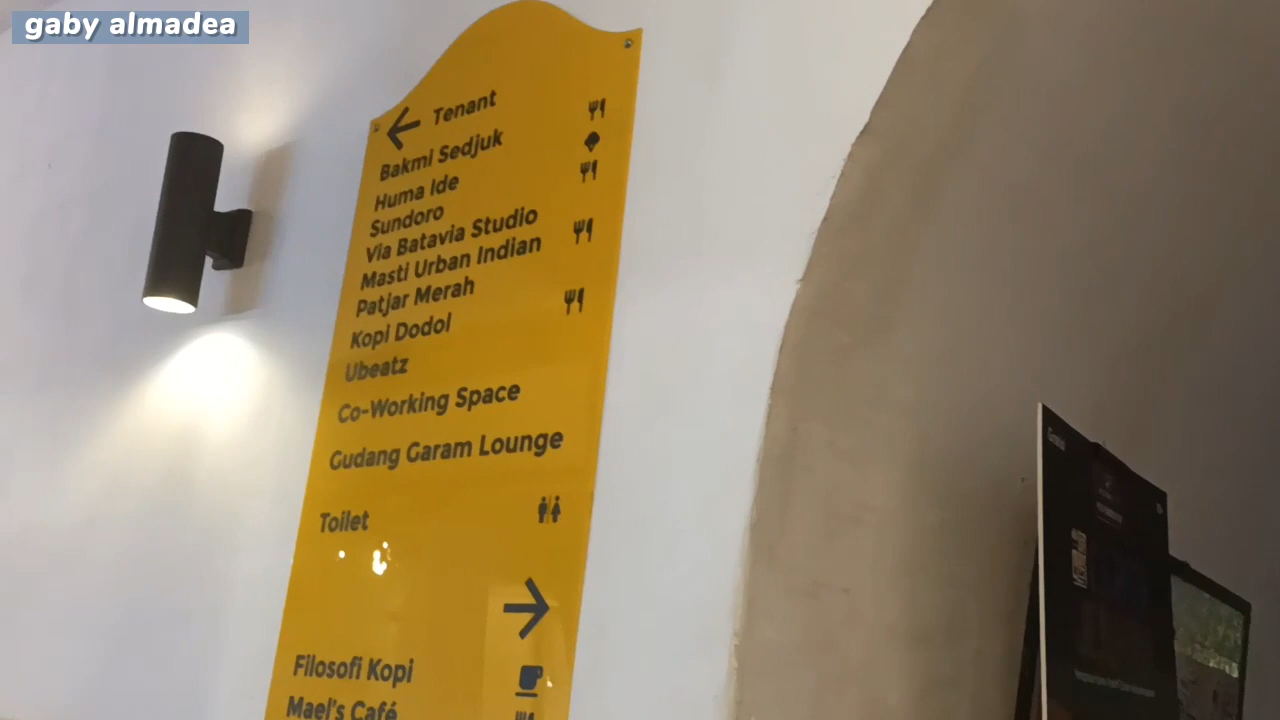 gaby almadea
Tenant
Bakmi Sedjuk
Huma Ide
Sundoro
Via Batavia Studio
Masti Urban Indian
Patjar Merah
Kopi Dodol
Ubeatz
Co-Working Space
Gudang Garam Lounge
Toilet
Filosofi Kopi
Mael's Café